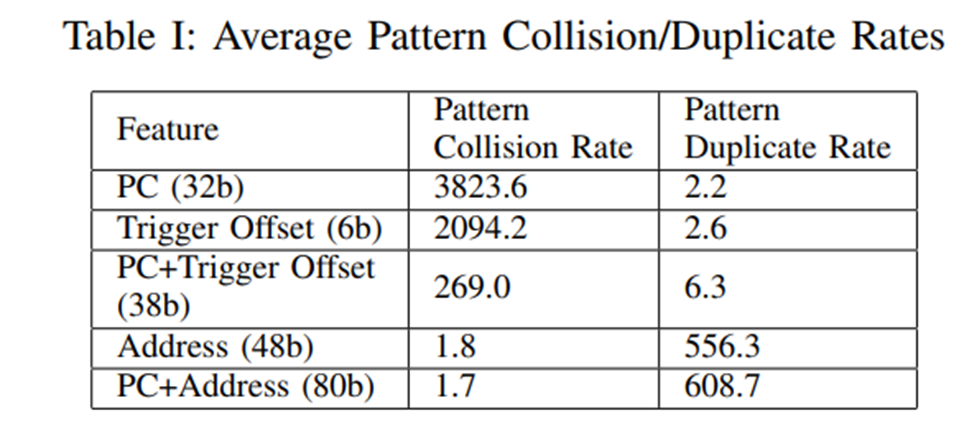 Table I: Average Pattern Collision/Duplicate Rates
Feature
Pattern
Collision Rate
Pattern
Duplicate Rate
PC (32b)
3823.6
2.2
Trigger Offset (6b)
2094.2
2.6
PC+Trigger Offset
(38b)
269.0
6.3
Address (48b)
1.8
556.3
PC+Address (80b)
1.7
608.7